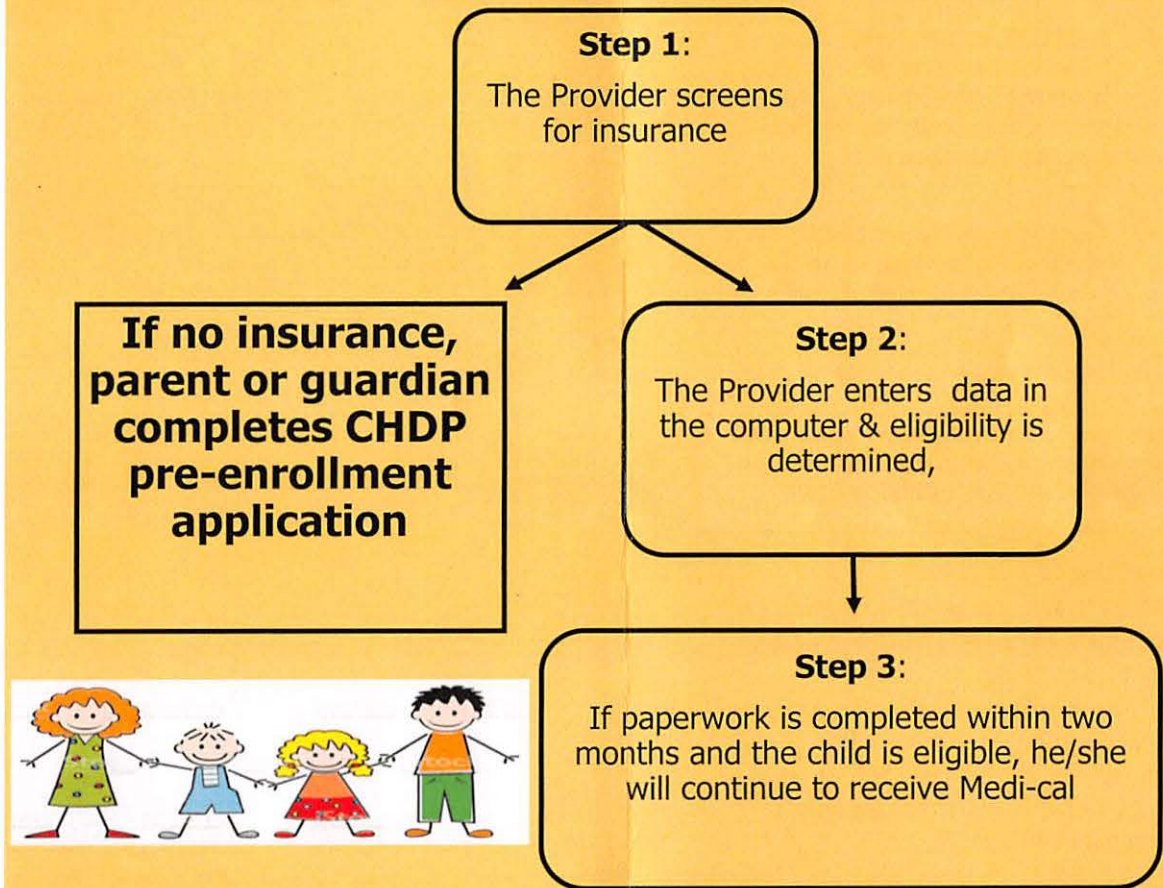 Step 1:
The Provider screens
for insurance
If no insurance,
parent or guardian
completes CHDP
pre-enrollment
application
Step 2:
The Provider enters data in
the computer & eligibility is
determined,
Step 3:
If paperwork is completed within two
months and the child is eligible, he/she
will continue to receive Medi-cal